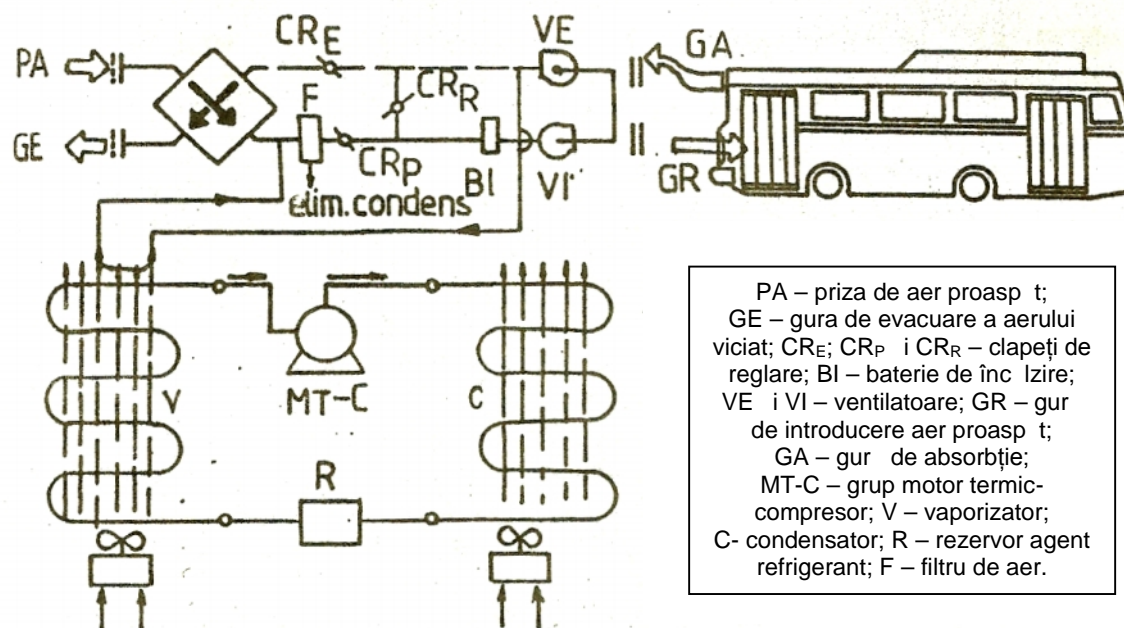 PA
GE
CRE
F
CRR
CRP
elim.condens
BI
VE
VI
GA
GR
V
MT-C
C
R
PA – priza de aer proasp t;
GE – gura de evacuare a aerului
viciat; CRE; CRP i CRR – clapeți de
reglare; BI – baterie de înc lzire;
VE i VI – ventilatoare; GR – gur
de introducere aer proasp t;
GA – gur de absorbție;
MT-C – grup motor termic-
compresor; V – vaporizator;
C- condensator; R – rezervor agent
refrigerant; F – filtru de aer.